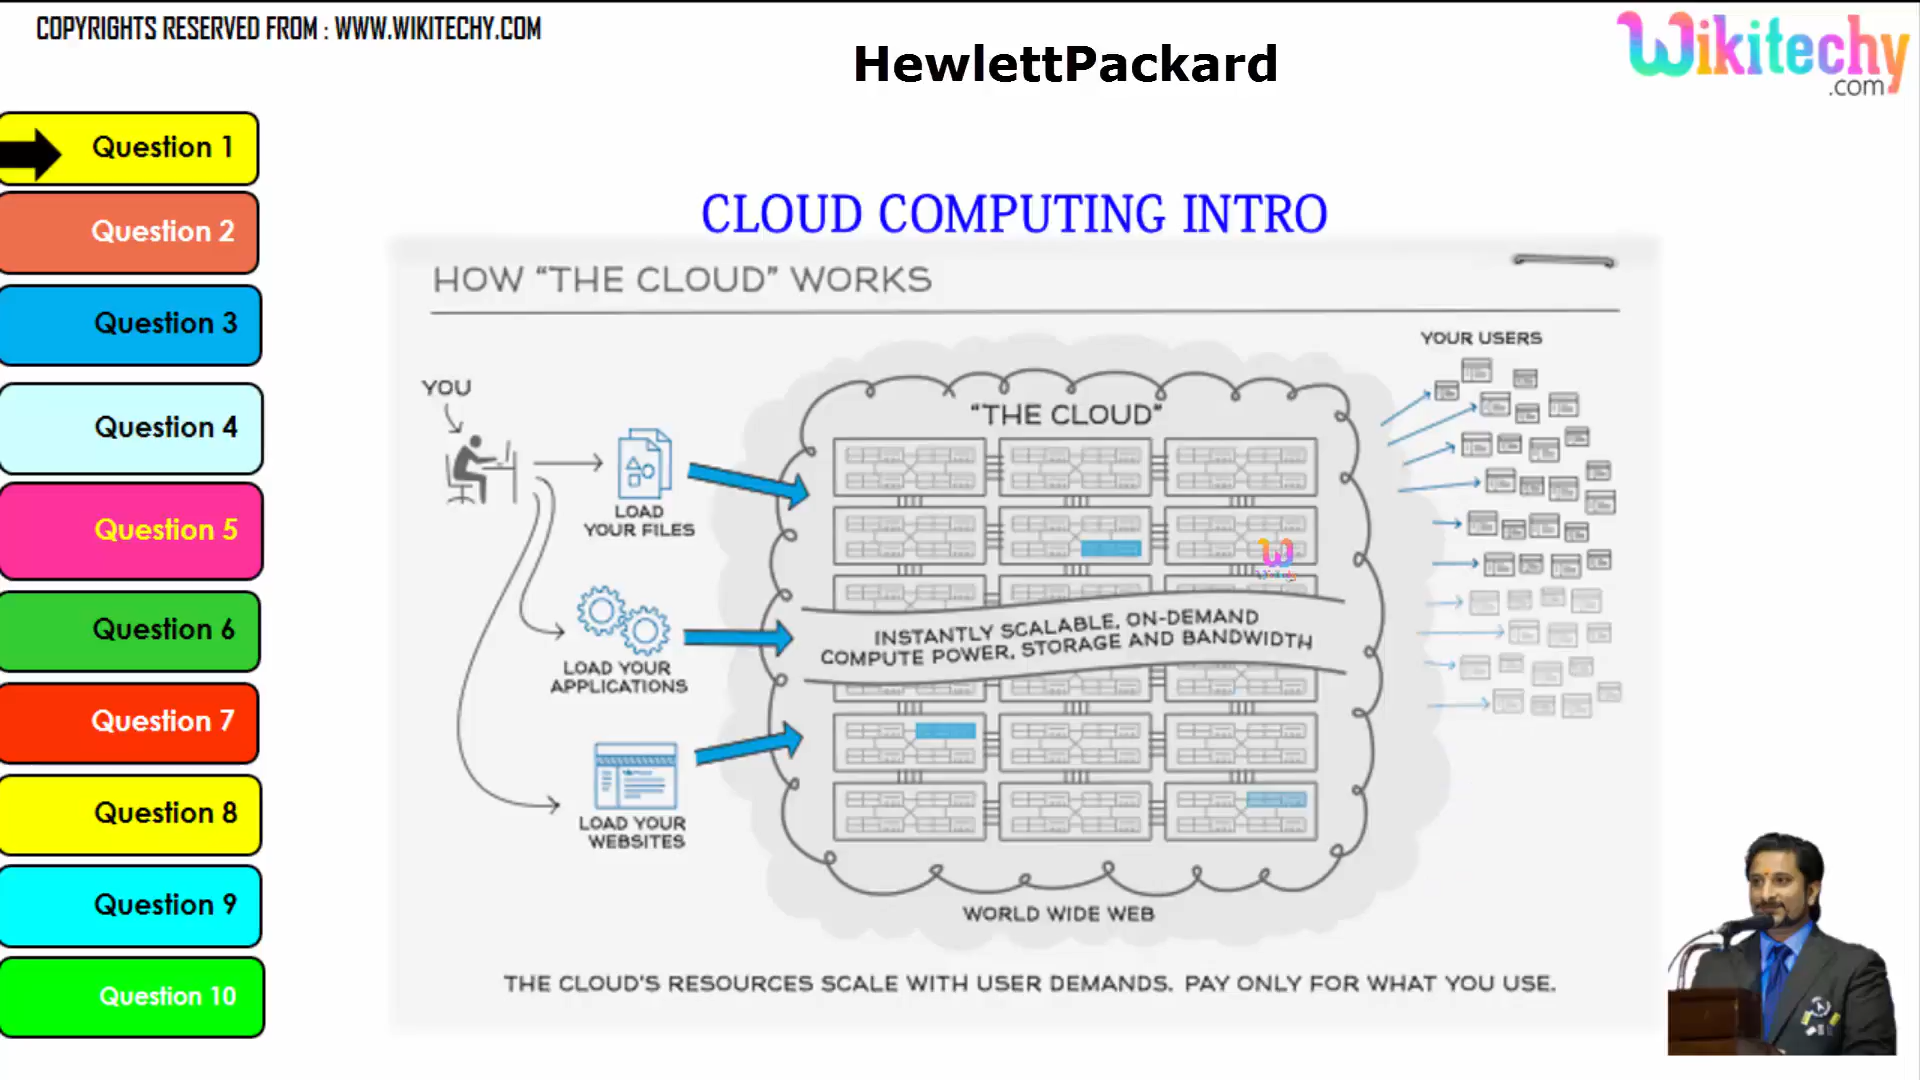 COPYRIGHTS RESERVED FROM : WWW.WIKITECHY.COM
HewlettPackard
Wikitechy
.com
Question 1
Question 2
Question 3
Question 4
Question 5
Question 6
Question 7
Question 8
Question 9
Question 10
CLOUD COMPUTING INTRO
HOW “THE CLOUD” WORKS
YOU
LOAD
YOUR FILES
LOAD YOUR
APPLICATIONS
LOAD YOUR
WEBSITES
“THE CLOUD”
INSTANTLY SCALABLE, ON-DEMAND
COMPUTE POWER, STORAGE AND BANDWIDTH
WORLD WIDE WEB
YOUR USERS
THE CLOUD'S RESOURCES SCALE WITH USER DEMANDS. PAY ONLY FOR WHAT YOU USE.